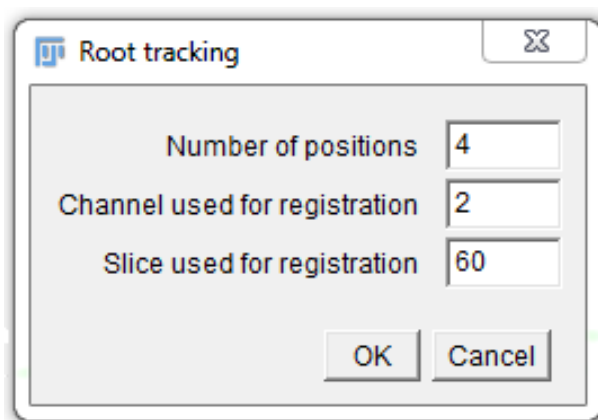 Root tracking
Number of positions 4
Channel used for registration 2
Slice used for registration 60
OK Cancel